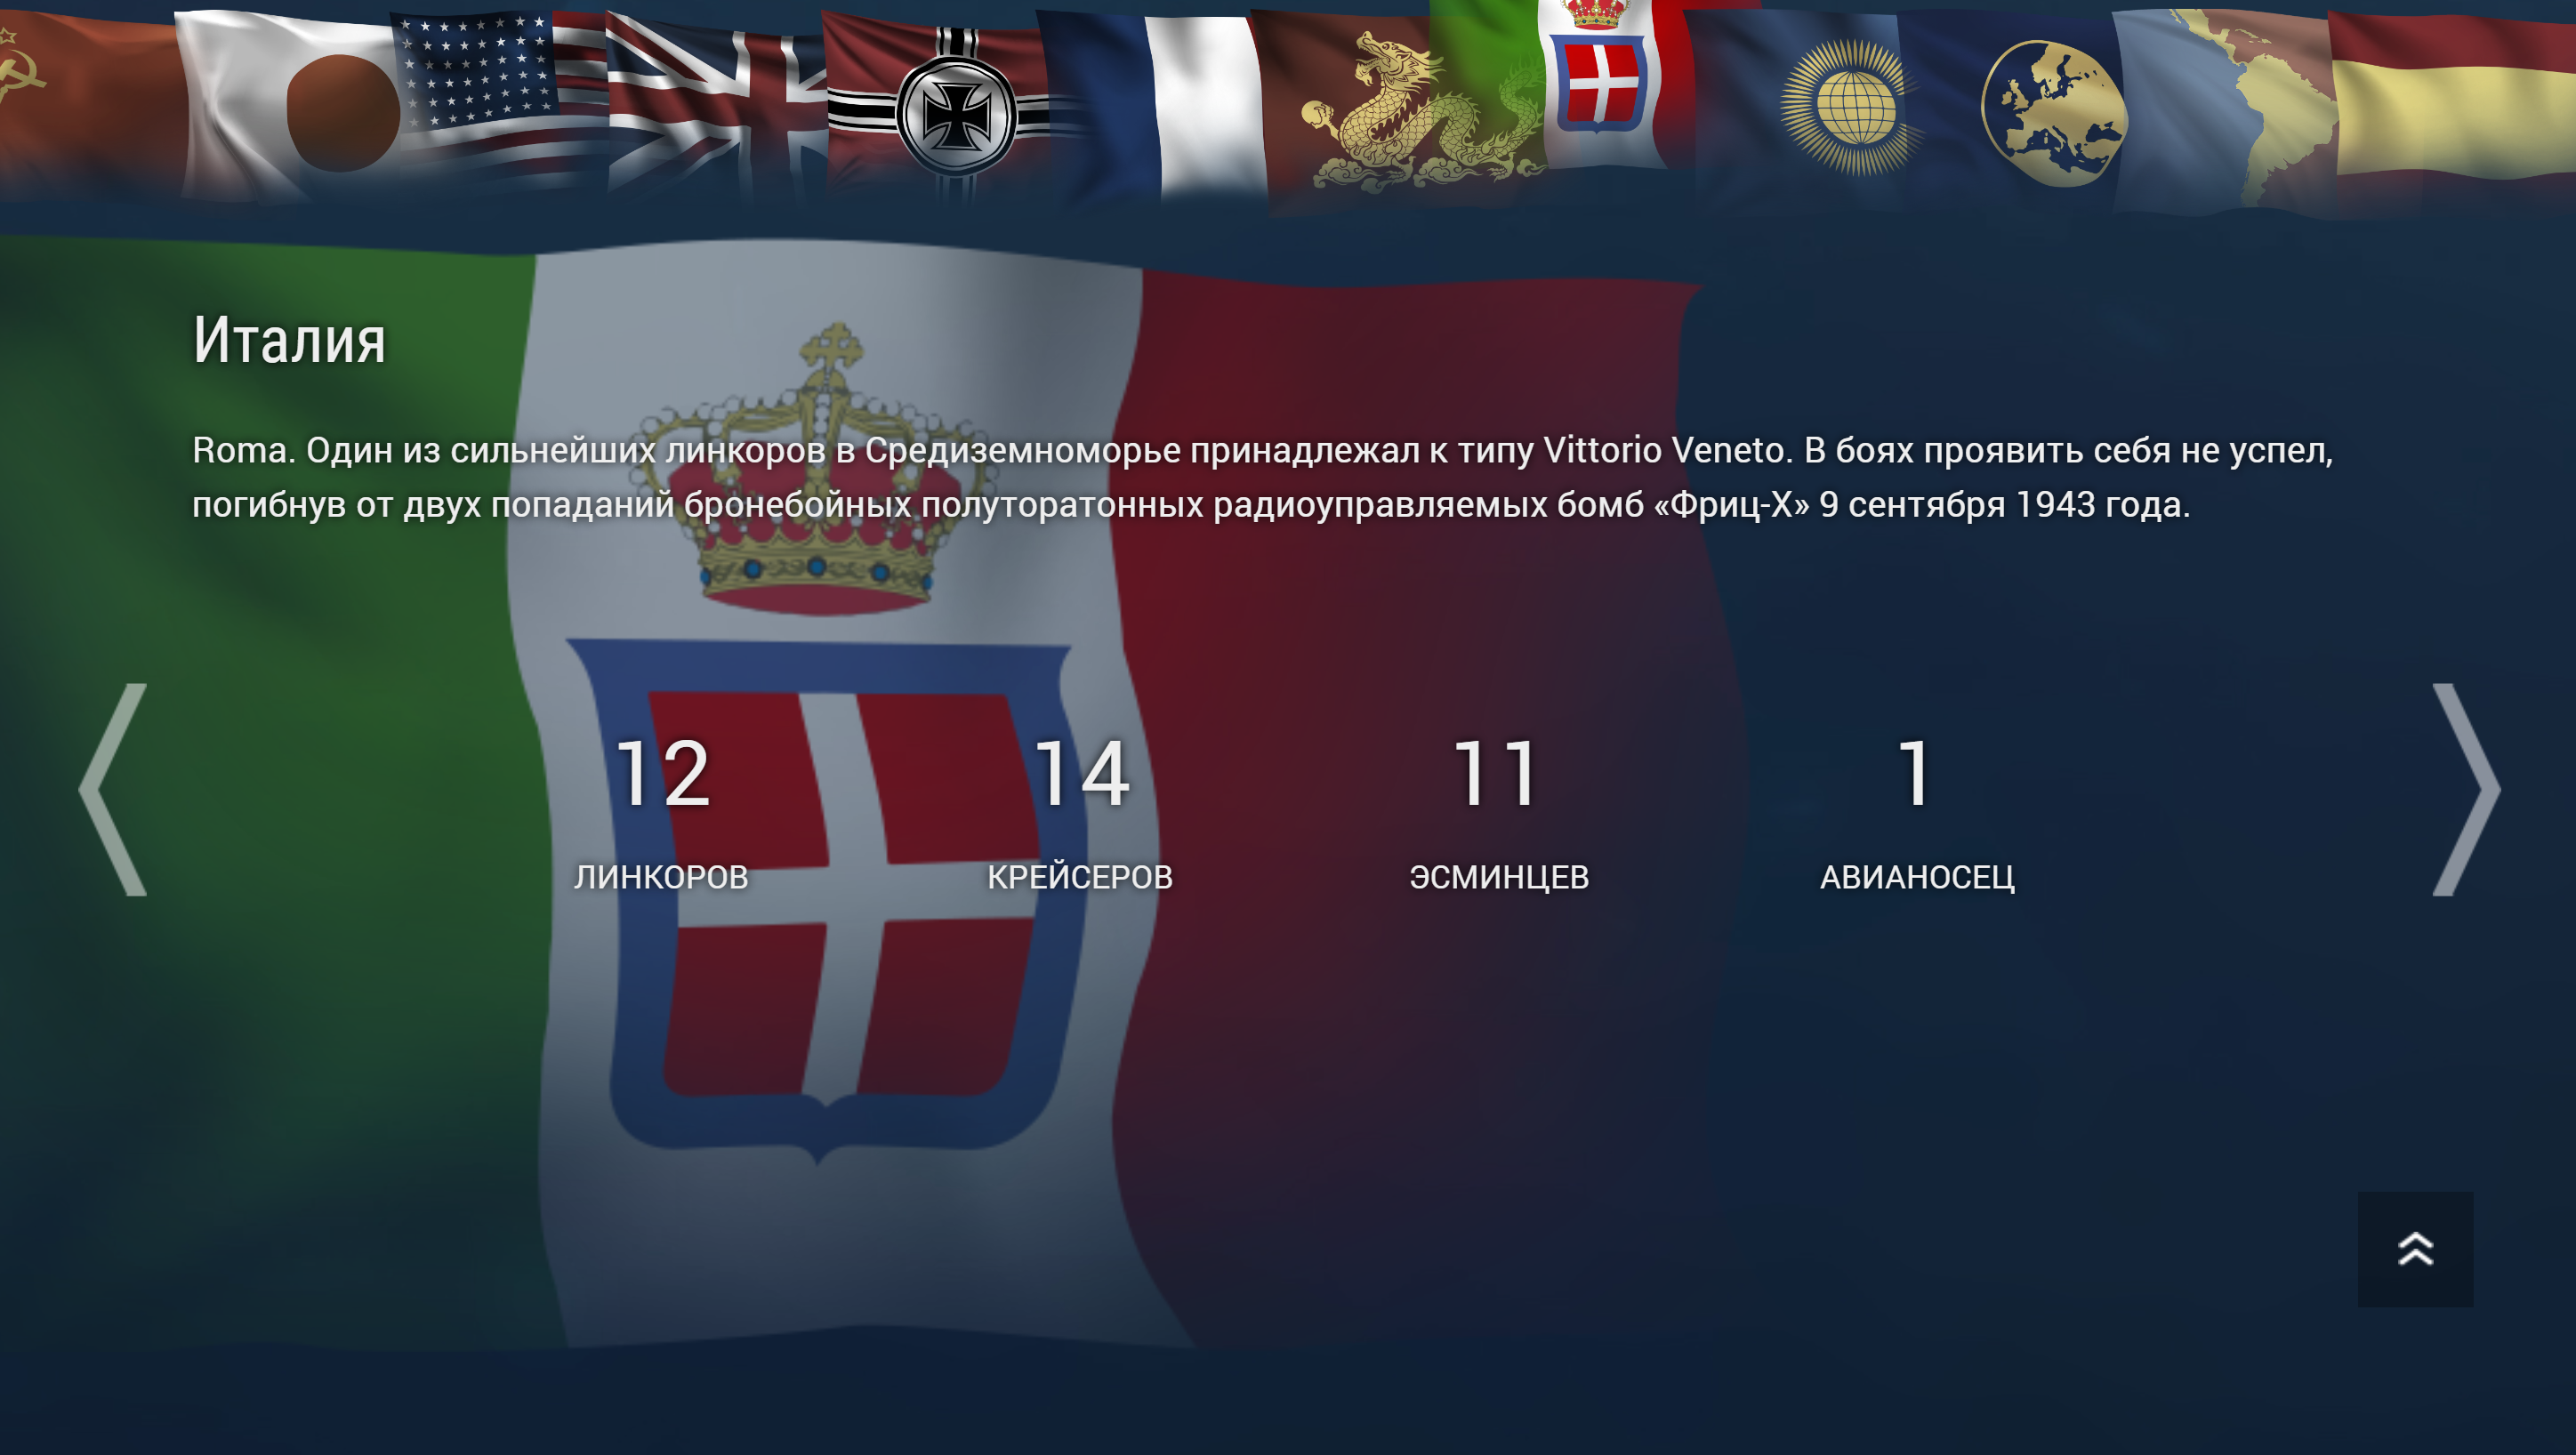 Италия
Roma. Один из сильнейших линкоров в Средиземноморье принадлежал к типу Vittorio Veneto. В боях проявить себя не успел,
погибнув от двух попаданий бронебойных полуторатонных радиоуправляемых бомб «Фриц-Х» 9 сентября 1943 года.
12 14 11 1
ЛИНКОРОВ КРЕЙСЕРОВ ЭСМИНЦЕВ АВИАНОСЕЦ